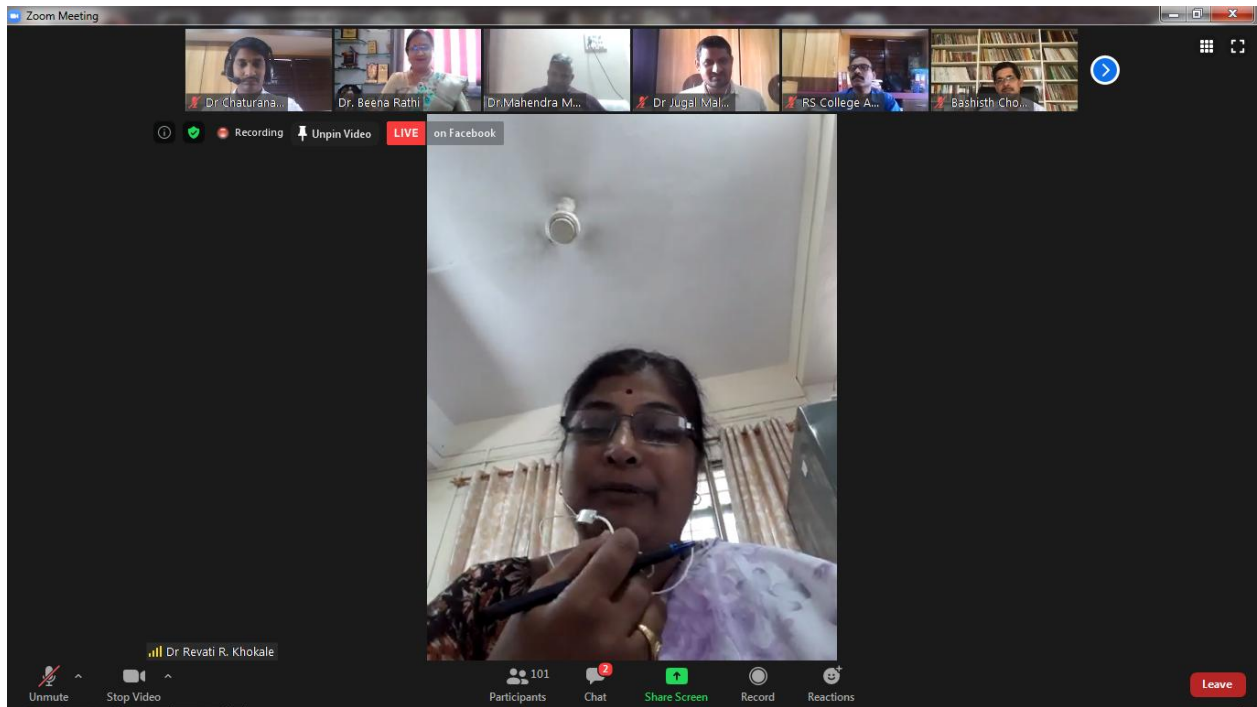 Zoom Meeting
Dr Chaturana...
Dr. Beena Rathi
Dr.Mahendra M...
Dr Jugal Mal...
RS College A...
Bashisth Cho...
Recording
Unpin Video
LIVE
on Facebook
Dr Revati R. Khokale
Unmute
Stop Video
101
Participants
2
Chat
Share Screen
Record
Reactions
Leave